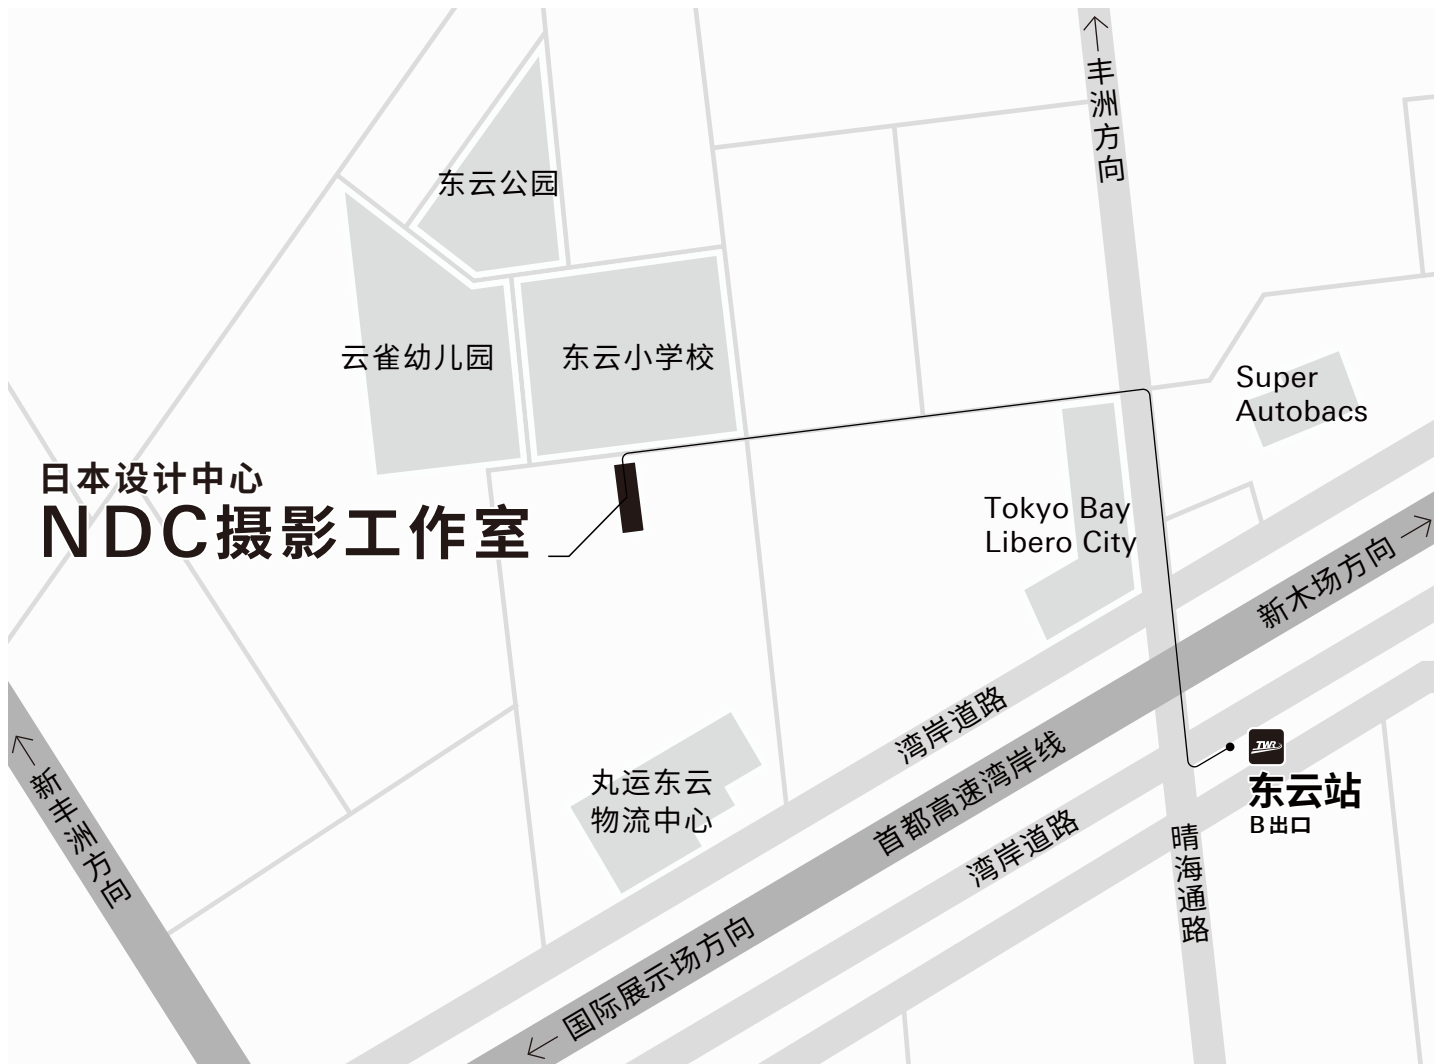 丰洲方向
东云公园
云雀幼儿园
东云小学校
Super
Autobacs
日本设计中心
NDC摄影工作室
Tokyo Bay
Libero City
新木场方向
湾岸道路
首都高速湾岸线
湾岸道路
TWR
东云站
B出口
丸运东云
物流中心
新丰洲方向
晴海通路
国际展示场方向